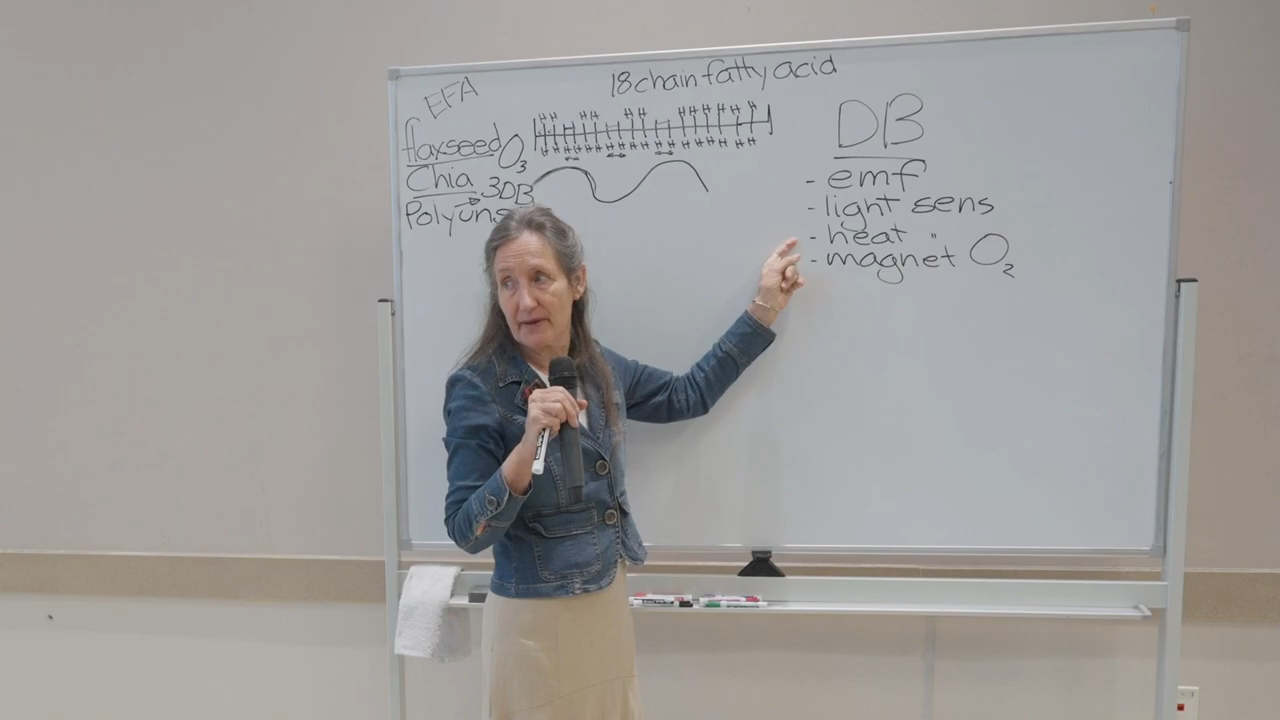 18 chain fatty acid
EFA
flaxseed O3
Chia → 3DB
Polyuns
DB
- emf
- light sens
- heat "
- magnet O2